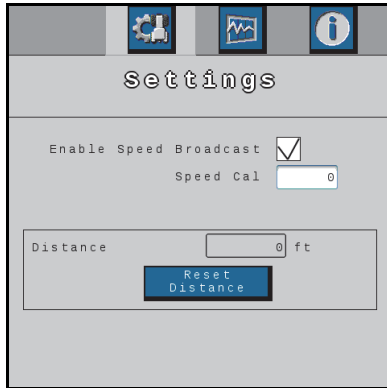 Settings
Enable Speed Broadcast
Speed Cal 0
Distance 0 ft
Reset
Distance